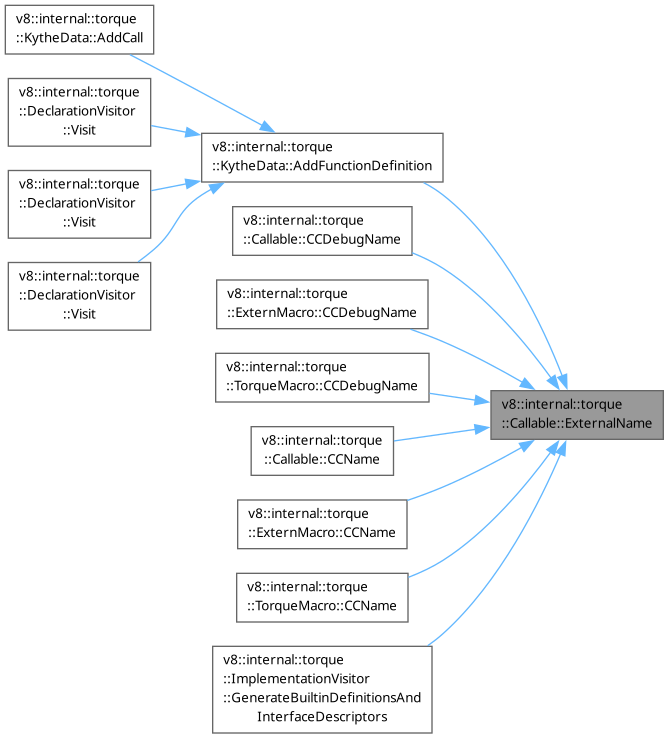 v8::internal::torque
::KytheData::AddCall
v8::internal::torque
::DeclarationVisitor
::Visit
v8::internal::torque
::DeclarationVisitor
::Visit
v8::internal::torque
::DeclarationVisitor
::Visit
v8::internal::torque
::KytheData::AddFunctionDefinition
v8::internal::torque
::Callable::CCDebugName
v8::internal::torque
::ExternMacro::CCDebugName
v8::internal::torque
::TorqueMacro::CCDebugName
v8::internal::torque
::Callable::CCName
v8::internal::torque
::ExternMacro::CCName
v8::internal::torque
::TorqueMacro::CCName
v8::internal::torque
::ImplementationVisitor
::GenerateBuiltinDefinitionsAnd
InterfaceDescriptors
v8::internal::torque
::Callable::ExternalName